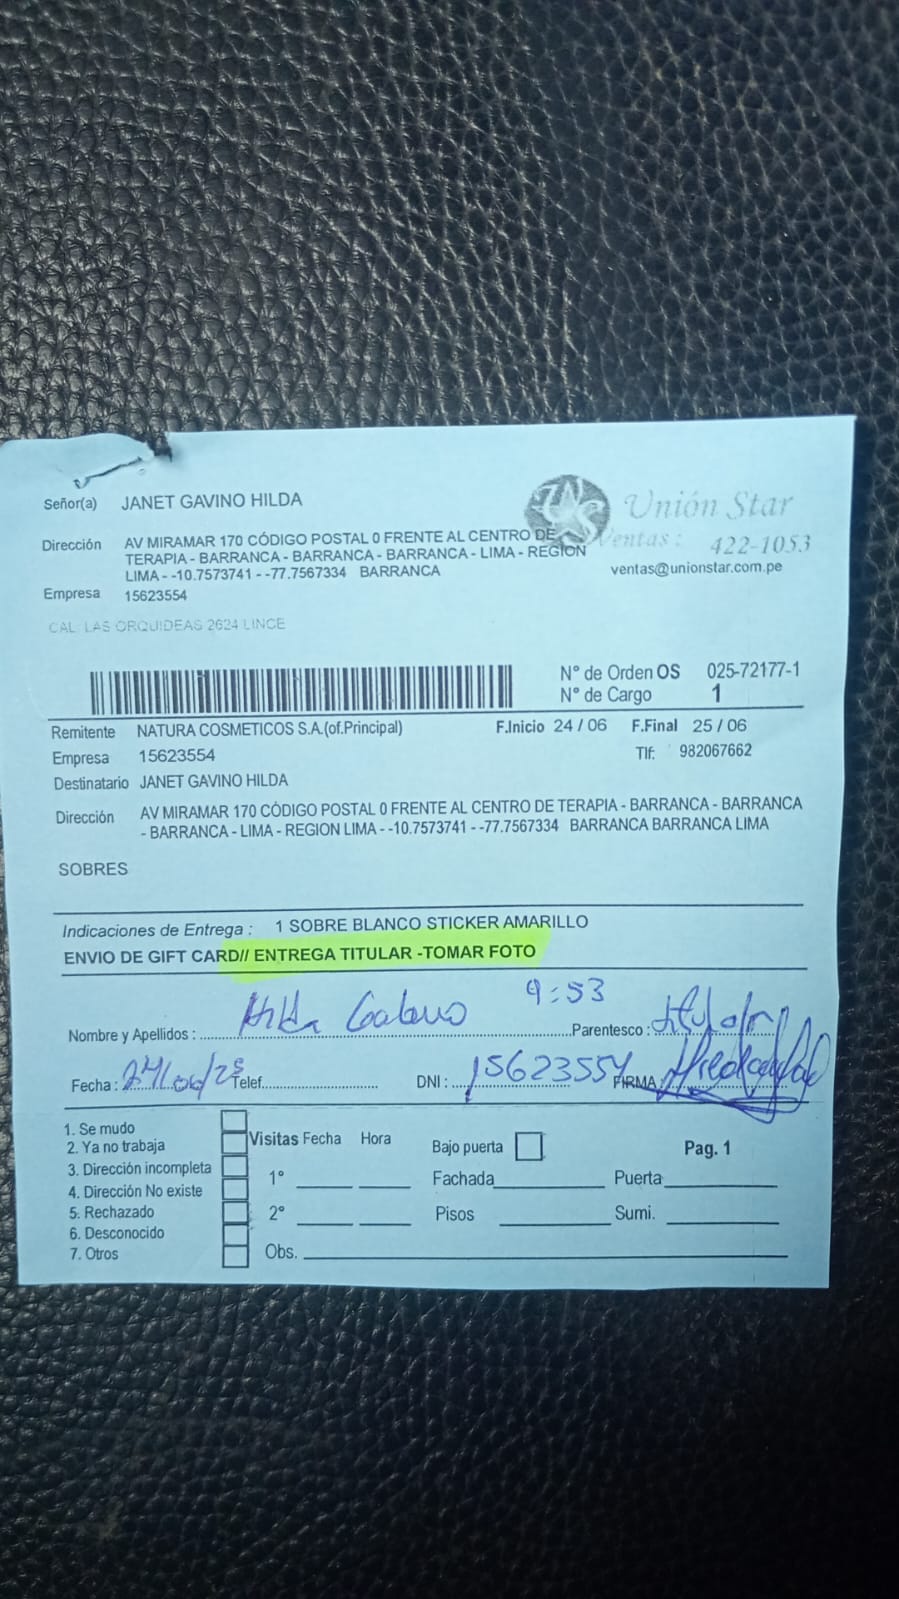 Señor(a) JANET GAVINO HILDA
Unión Star
Dirección AV MIRAMAR 170 CÓDIGO POSTAL 0 FRENTE AL CENTRO DE
TERAPIA - BARRANCA - BARRANCA - BARRANCA - LIMA - REGION
LIMA - -10.7573741 - -77.7567334 BARRANCA
Ventas: 422-1053
ventas@unionstar.com.pe
Empresa 15623554
CAL. LAS ORQUIDEAS 2624 LINCE
N° de Orden OS 025-72177-1
N° de Cargo 1
Remitente NATURA COSMETICOS S.A.(of.Principal) F.Inicio 24 / 06 F.Final 25 / 06
Empresa 15623554 Tlf: 982067662
Destinatario JANET GAVINO HILDA
Dirección AV MIRAMAR 170 CÓDIGO POSTAL 0 FRENTE AL CENTRO DE TERAPIA - BARRANCA - BARRANCA
- BARRANCA - LIMA - REGION LIMA - -10.7573741 - -77.7567334 BARRANCA BARRANCA LIMA
SOBRES
Indicaciones de Entrega : 1 SOBRE BLANCO STICKER AMARILLO
ENVIO DE GIFT CARD// ENTREGA TITULAR -TOMAR FOTO
9:53
Nombre y Apellidos : Hilda Parentesco : titular
Fecha : 24/06/25 Telef. DNI : 15623554 FIRMA:
1. Se mudo
2. Ya no trabaja
3. Dirección incompleta
4. Dirección No existe
5. Rechazado
6. Desconocido
7. Otros
Visitas Fecha Hora Bajo puerta Pag. 1
1° Fachada Puerta
2° Pisos Sumi.
Obs.